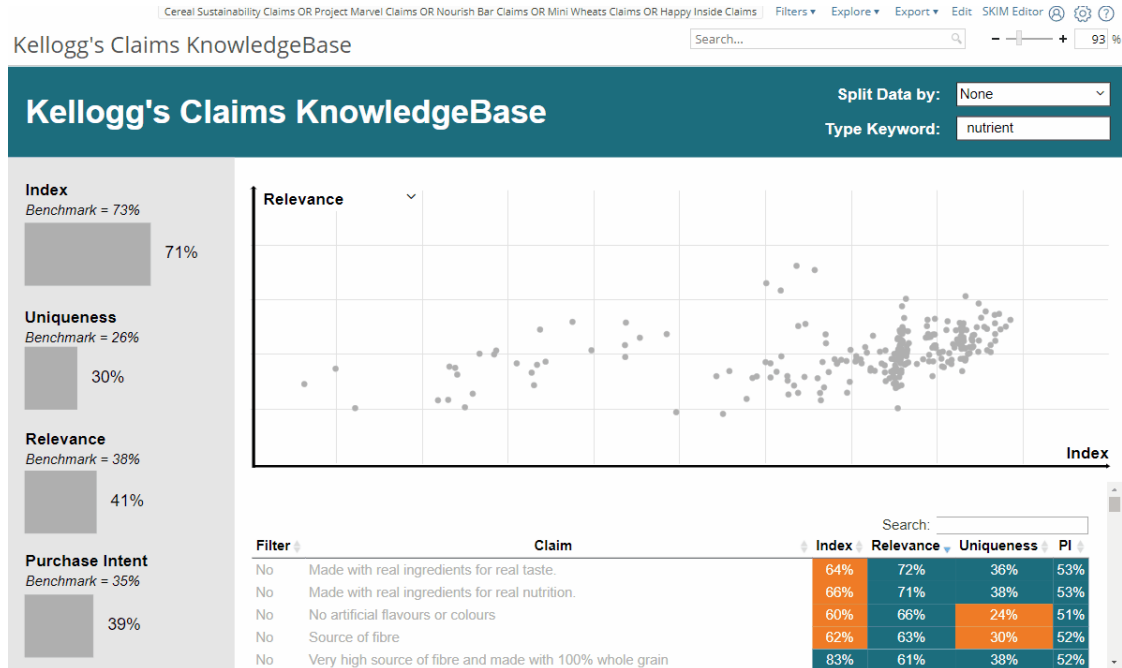 Cereal Sustainability Claims OR Project Marvel Claims OR Nourish Bar Claims OR Mini Wheats Claims OR Happy Inside Claims Filters Explore Export Edit SKIM Editor
Kellogg's Claims KnowledgeBase
Search...
- + 93 %
Kellogg's Claims KnowledgeBase
Split Data by: None
Type Keyword: nutrient
Index
Benchmark = 73%
71%
Uniqueness
Benchmark = 26%
30%
Relevance
Benchmark = 38%
41%
Purchase Intent
Benchmark = 35%
39%
Relevance
Index
Search:
Filter Claim Index Relevance Uniqueness PI
No Made with real ingredients for real taste. 64% 72% 36% 53%
No Made with real ingredients for real nutrition. 66% 71% 38% 53%
No No artificial flavours or colours 60% 66% 24% 51%
No Source of fibre 62% 63% 30% 52%
No Very high source of fibre and made with 100% whole grain 83% 61% 38% 52%